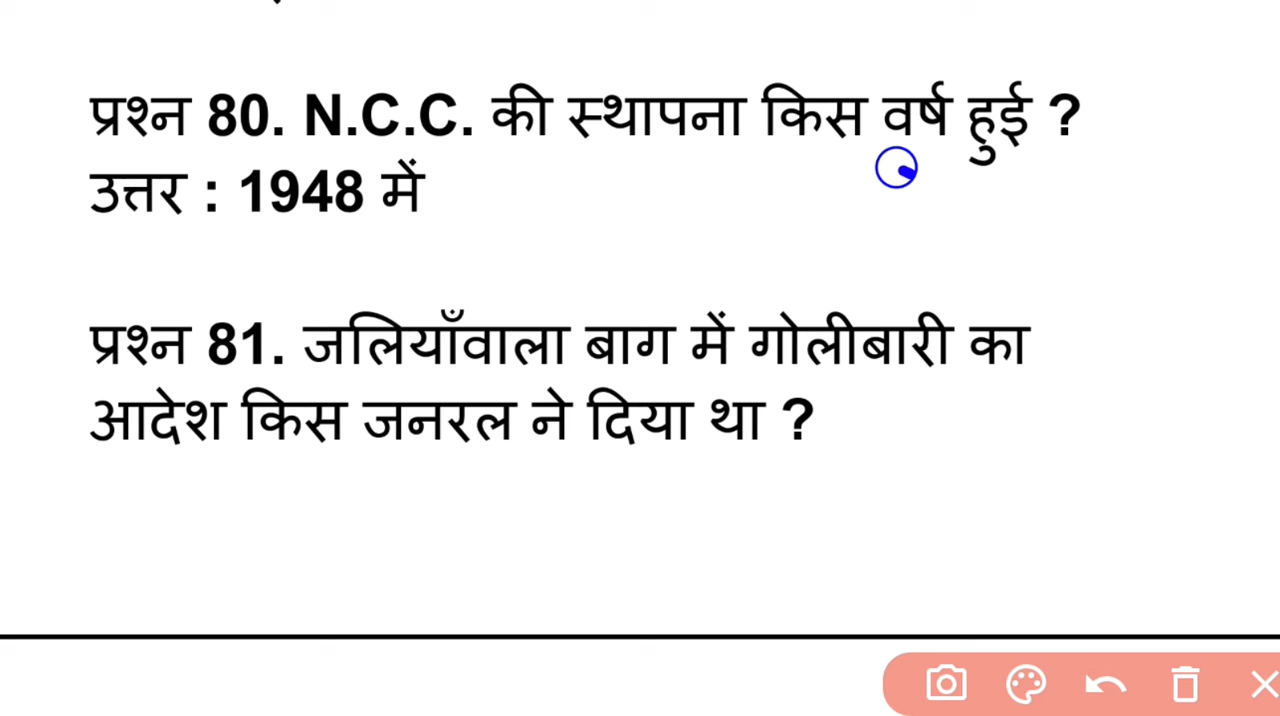 प्रश्न 80. N.C.C. की स्थापना किस वर्ष हुई ?
उत्तर : 1948 में
प्रश्न 81. जलियाँवाला बाग में गोलीबारी का
आदेश किस जनरल ने दिया था ?